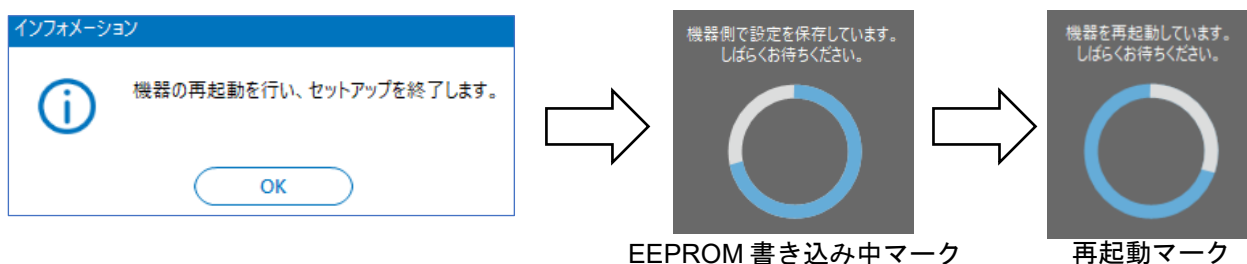 インフォメーション
機器の再起動を行い、セットアップを終了します。
OK
機器側で設定を保存しています。
しばらくお待ちください。
EEPROM 書き込み中マーク
機器を再起動しています。
しばらくお待ちください。
再起動マーク